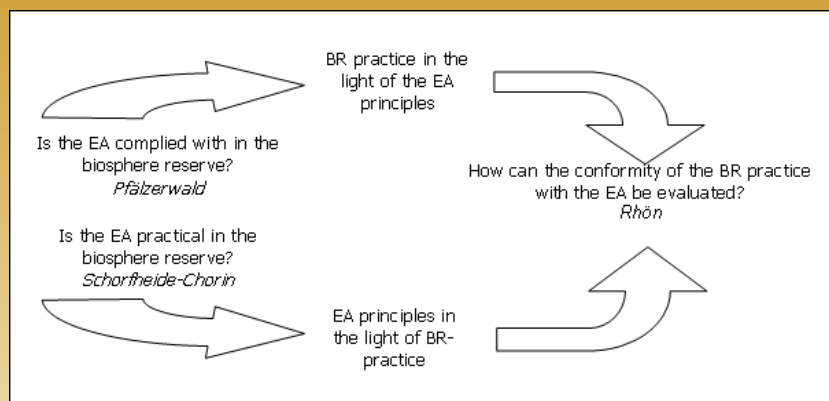 BR practice in the
light of the EA
principles
Is the EA complied with in the
biosphere reserve?
Pfälzerwald
How can the conformity of the BR practice
with the EA be evaluated?
Rhön
Is the EA practical in the
biosphere reserve?
Schorfheide-Chorin
EA principles in
the light of BR-
practice